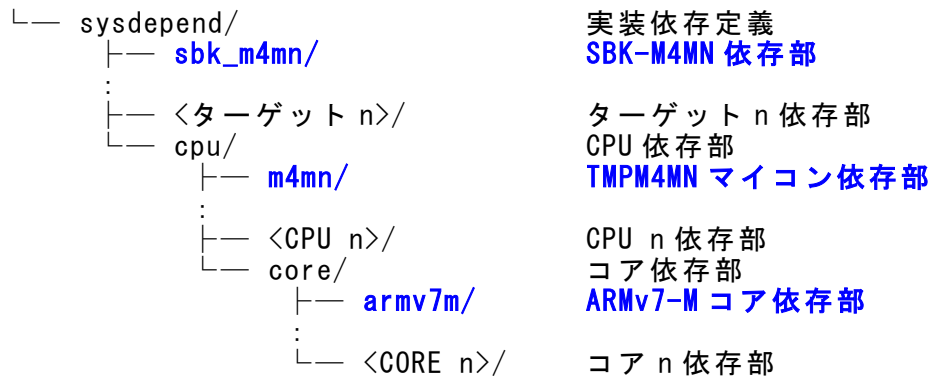 └─ sysdepend/ 実装依存定義
├─ sbk_m4mn/ SBK-M4MN 依存部
:
├─ <ターゲット n>/ ターゲット n 依存部
└─ cpu/ CPU 依存部
├─ m4mn/ TMPM4MN マイコン依存部
:
├─ <CPU n>/ CPU n 依存部
└─ core/ コア依存部
├─ armv7m/ ARMv7-M コア依存部
:
└─ <CORE n>/ コア n 依存部